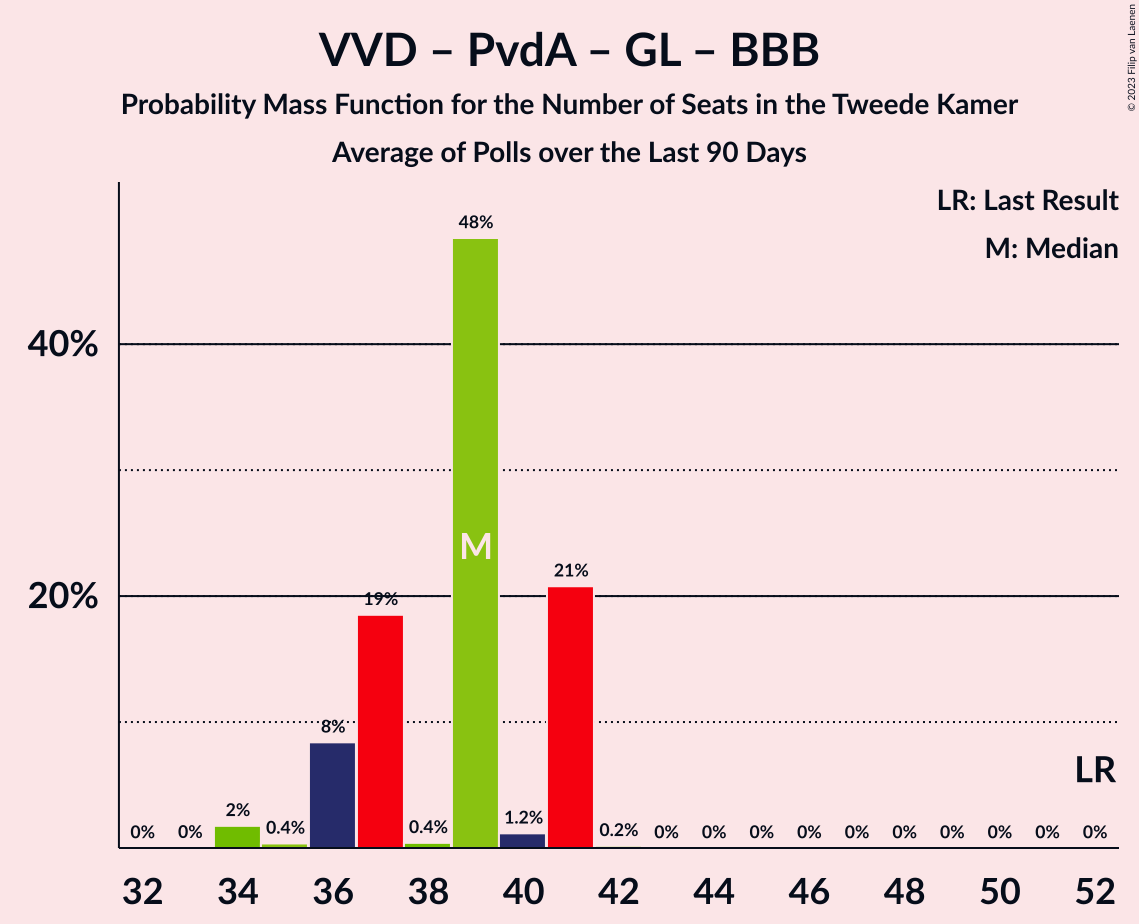 VVD – PvdA – GL – BBB
Probability Mass Function for the Number of Seats in the Tweede Kamer
Average of Polls over the Last 90 Days
© 2023 Filip van Laenen
LR: Last Result
M: Median
40%
20%
0%
0%
2%
0.4%
8%
19%
0.4%
48%
M
1.2%
21%
0.2%
0%
0%
0%
0%
0%
0%
0%
0%
0%
0%
LR
32 34 36 38 40 42 44 46 48 50 52